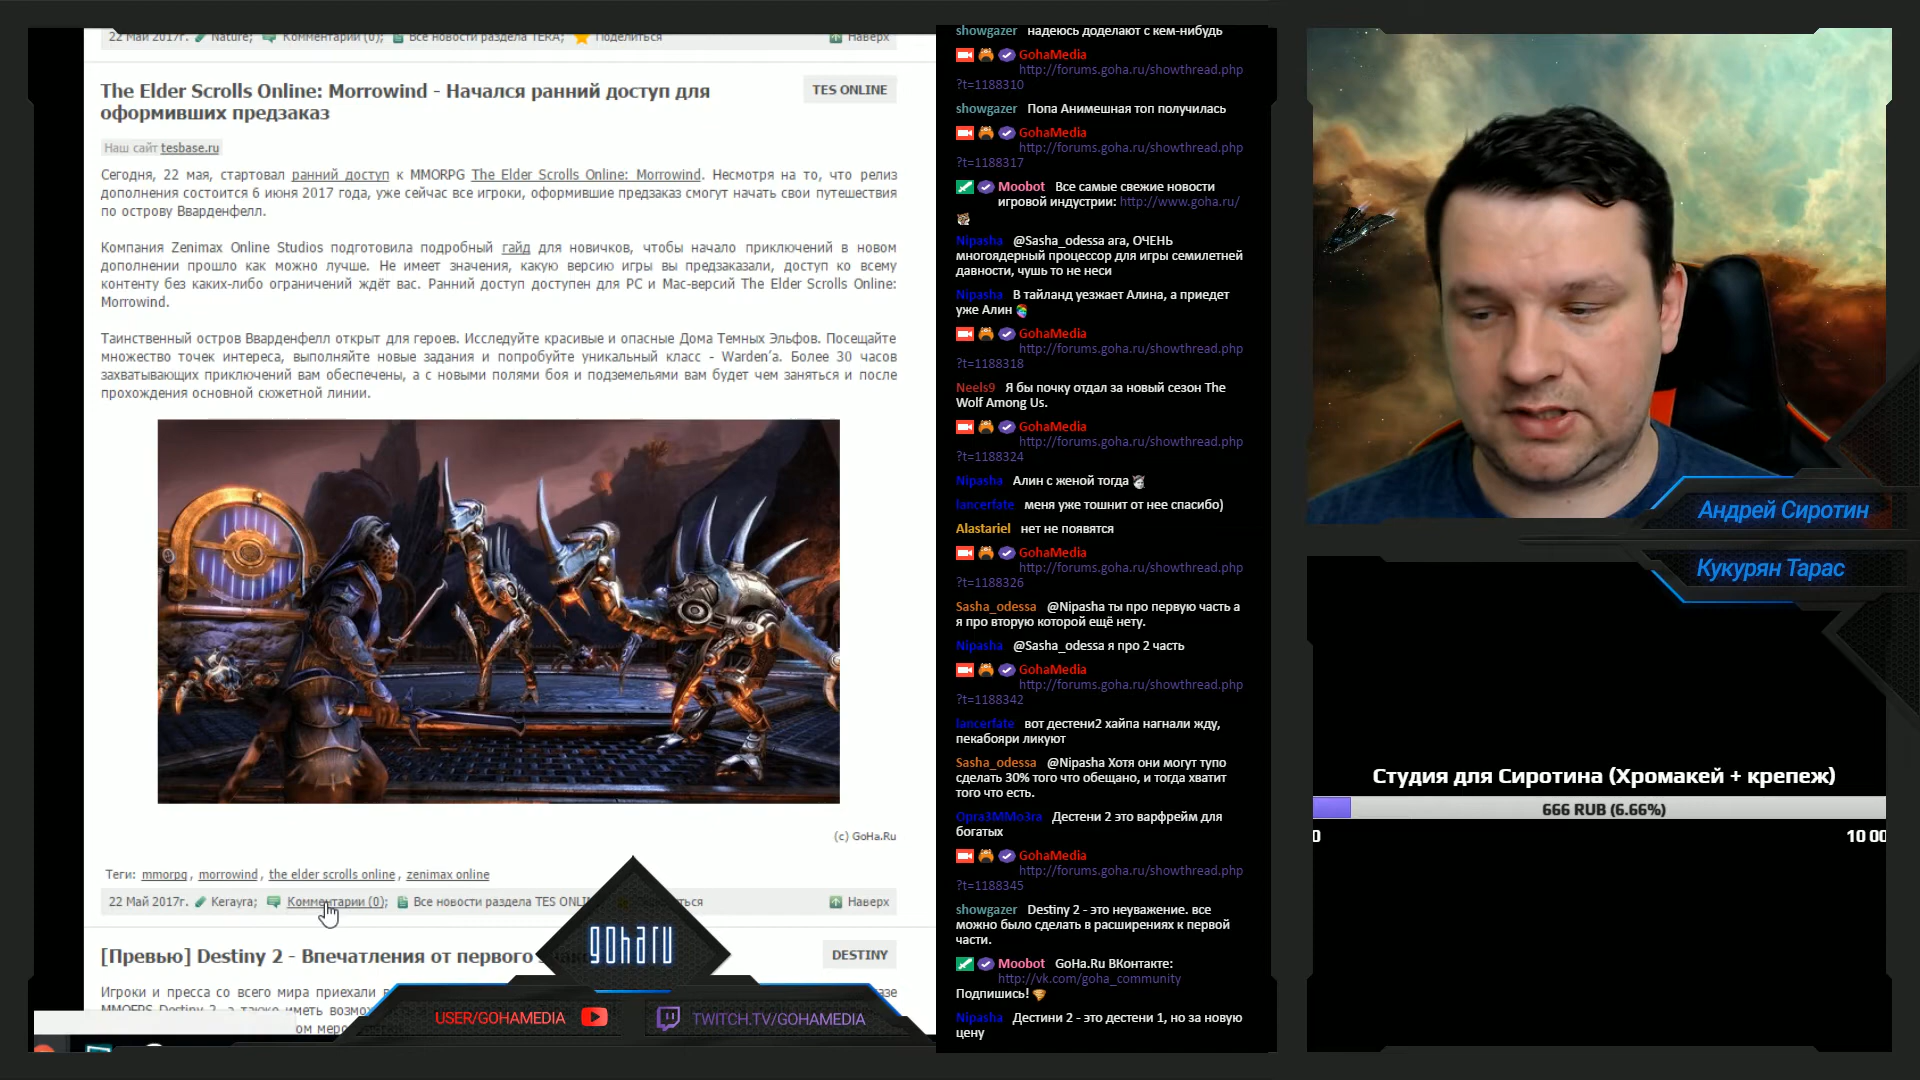 22 Май 2017г. Nature; Комментарии (0); Все новости раздела TERA; Поделиться Наверх
The Elder Scrolls Online: Morrowind - Начался ранний доступ для
оформивших предзаказ
TES ONLINE
Наш сайт tesbase.ru
Сегодня, 22 мая, стартовал ранний доступ к MMORPG The Elder Scrolls Online: Morrowind. Несмотря на то, что релиз
дополнения состоится 6 июня 2017 года, уже сейчас все игроки, оформившие предзаказ смогут начать свои путешествия
по острову Вварденфелл.
Компания Zenimax Online Studios подготовила подробный гайд для новичков, чтобы начало приключений в новом
дополнении прошло как можно лучше. Не имеет значения, какую версию игры вы предзаказали, доступ ко всему
контенту без каких-либо ограничений ждёт вас. Ранний доступ доступен для PC и Mac-версий The Elder Scrolls Online:
Morrowind.
Таинственный остров Вварденфелл открыт для героев. Исследуйте красивые и опасные Дома Темных Эльфов. Посещайте
множество точек интереса, выполняйте новые задания и попробуйте уникальный класс - Warden'а. Более 30 часов
захватывающих приключений вам обеспечены, а с новыми полями боя и подземельями вам будет чем заняться и после
прохождения основной сюжетной линии.
(c) GoHa.Ru
Теги: mmorpg, morrowind, the elder scrolls online, zenimax online
22 Май 2017г. Kerayra; Комментарии (0); Все новости раздела TES Наверх
[Превью] Destiny 2 - Впечатления от первого
DESTINY
Игроки и пресса со всего мира приехали
MMOFPS Destiny 2, а также иметь
goharu
USER/GOHAMEDIA
TWITCH.TV/GOHAMEDIA
showgazer надеюсь доделают с кем-нибудь
GohaMedia
http://forums.goha.ru/showthread.php
?t=1188310
showgazer Попа Анимешная топ получилась
GohaMedia
http://forums.goha.ru/showthread.php
?t=1188317
Moobot Все самые свежие новости
игровой индустрии: http://www.goha.ru/
Nipasha @Sasha_odessa ага, ОЧЕНЬ
многоядерный процессор для игры семилетней
давности, чушь то не неси
Nipasha В тайланд уезжает Алина, а приедет
уже Алин
GohaMedia
http://forums.goha.ru/showthread.php
?t=1188318
Neels9 Я бы почку отдал за новый сезон The
Wolf Among Us.
GohaMedia
http://forums.goha.ru/showthread.php
?t=1188324
Nipasha Алин с женой тогда
lancerfate меня уже тошнит от нее спасибо)
Alastariel нет не появятся
GohaMedia
http://forums.goha.ru/showthread.php
?t=1188326
Sasha_odessa @Nipasha ты про первую часть а
я про вторую которой ещё нету.
Nipasha @Sasha_odessa я про 2 часть
GohaMedia
http://forums.goha.ru/showthread.php
?t=1188342
lancerfate вот дестени2 хайпа нагнали жду,
пекабояри ликуют
Sasha_odessa @Nipasha Хотя они могут тупо
сделать 30% того что обещано, и тогда хватит
того что есть.
Opra3MMo3ra Дестени 2 это варфрейм для
богатых
GohaMedia
http://forums.goha.ru/showthread.php
?t=1188345
showgazer Destiny 2 - это неуважение. все
можно было сделать в расширениях к первой
части.
Moobot GoHa.Ru ВКонтакте:
http://vk.com/goha_community
Подпишись!
Nipasha Дестини 2 - это дестени 1, но за новую
цену
Андрей Сиротин
Кукурян Тарас
Студия для Сиротина (Хромакей + крепеж)
666 RUB (6.66%)
0
10 00